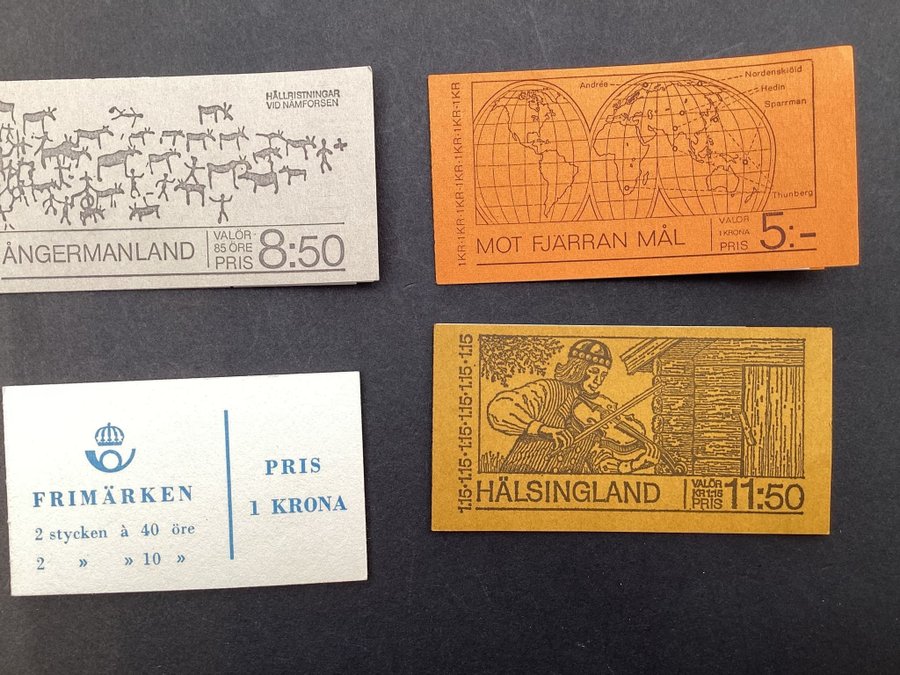 HÄLLRISTNINGAR
VID NÄMFORSEN
ÅNGERMANLAND
VALÖR
85 ÖRE
PRIS 8:50
1KR·1KR·1KR·1KR·1KR·1KR
Andrée
Nordenskiöld
Hedin
Sparrman
Thunberg
MOT FJÄRRAN MÅL
VALÖR
1 KRONA
PRIS 5:-
FRIMÄRKEN
2 stycken à 40 öre
2 » » 10 »
PRIS
1 KRONA
1.15·1.15·1.15·1.15·1.15
HÄLSINGLAND
VALÖR
KR 1,15
PRIS 11:50